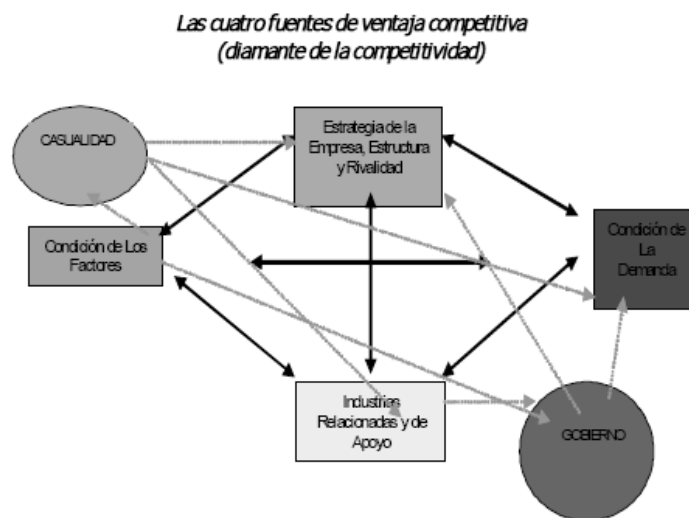 Las cuatro fuentes de ventaja competitiva
(diamante de la competitividad)
CASUALIDAD
Estrategia de la
Empresa, Estructura
y Rivalidad
Condición de Los
Factores
Condición de
La
Demanda
Industrias
Relacionadas y de
Apoyo
GOBIERNO